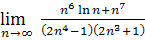 lim n→∞ (n⁶ ln n + n⁷) / ((2n⁴−1)(2n³+1))